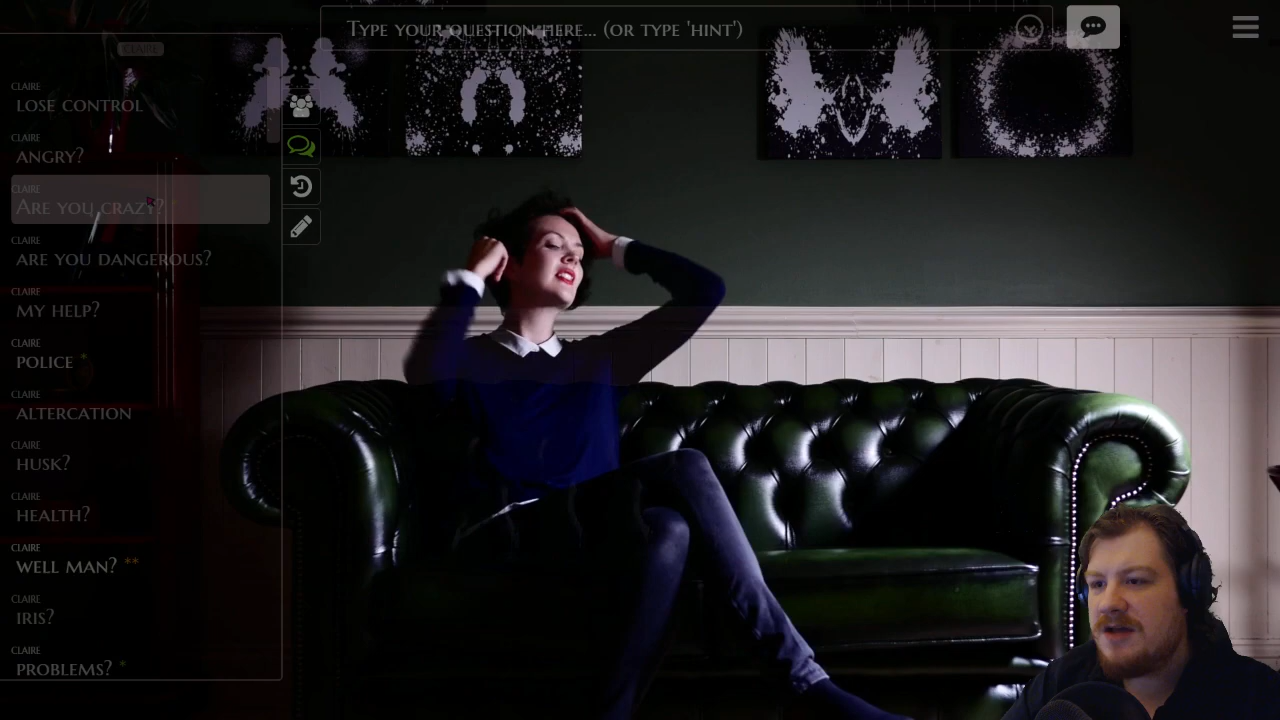 Type your question here... (or type 'hint')
CLAIRE
CLAIRE
LOSE CONTROL
CLAIRE
ANGRY?
CLAIRE
Are you crazy?
CLAIRE
ARE YOU DANGEROUS?
CLAIRE
MY HELP?
CLAIRE
POLICE *
CLAIRE
ALTERCATION
CLAIRE
HUSK?
CLAIRE
HEALTH?
CLAIRE
WELL MAN? **
CLAIRE
IRIS?
CLAIRE
PROBLEMS? *